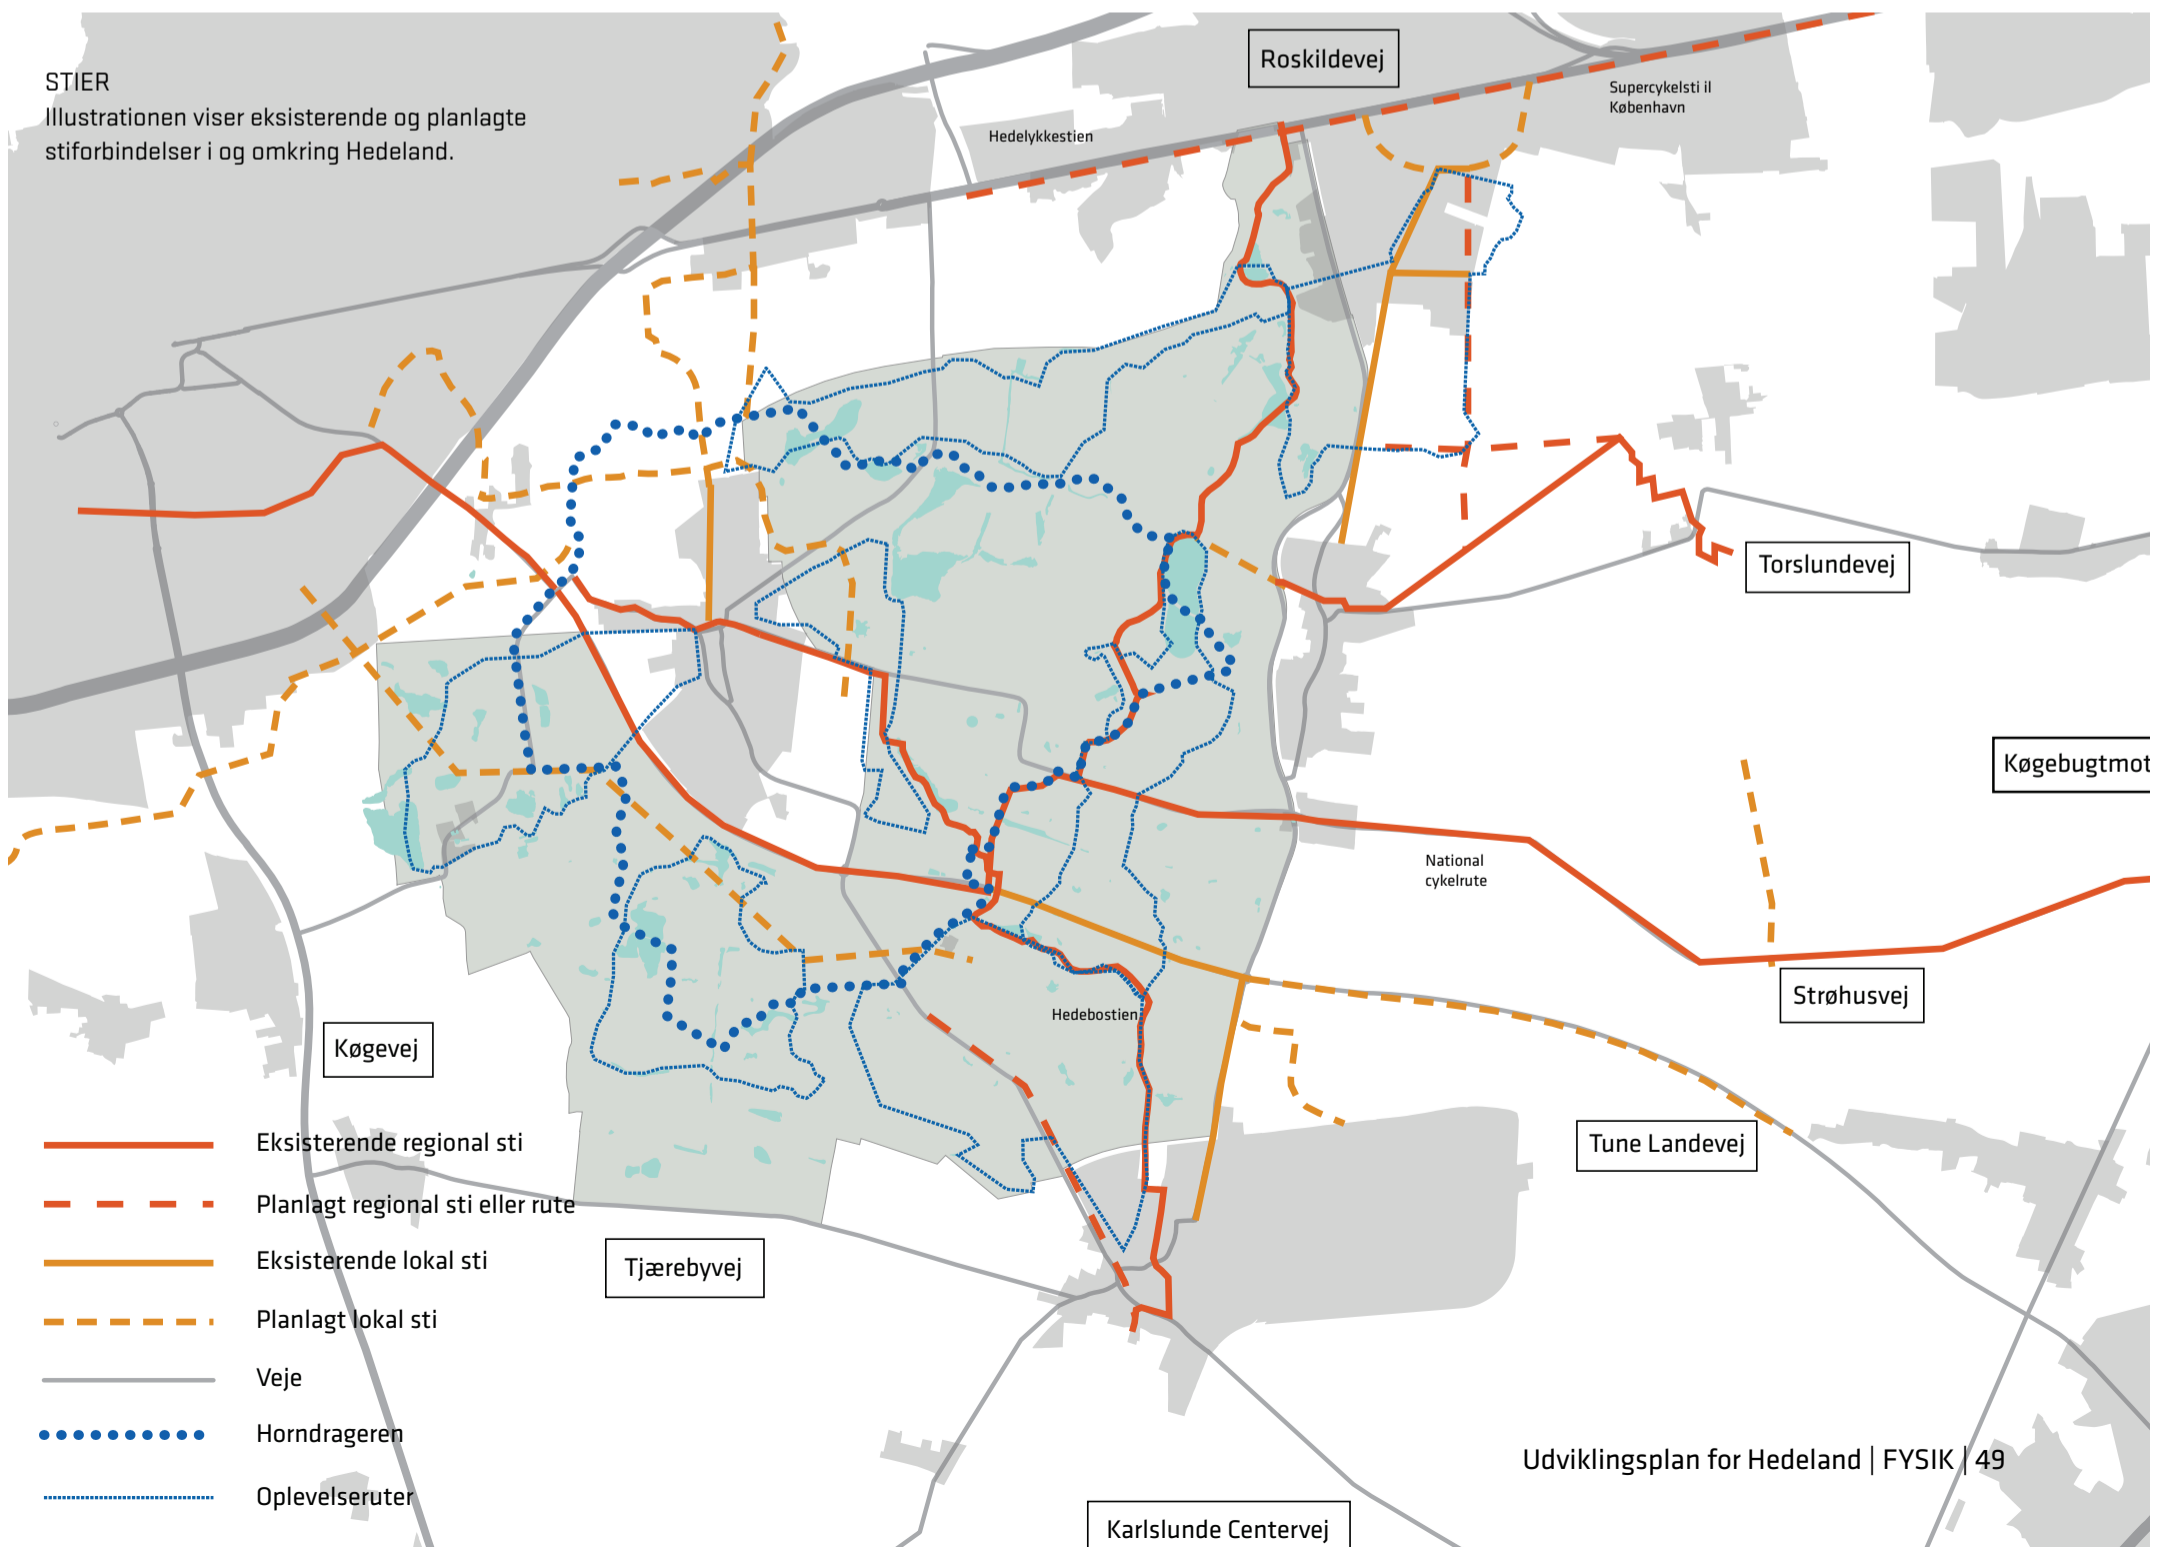 STIER
Illustrationen viser eksisterende og planlagte
stiforbindelser i og omkring Hedeland.
Roskildevej
Supercykelsti il
København
Hedelykkestien
Torslundevej
Køgebugtmot
National
cykelrute
Strøhusvej
Hedebostien
Køgevej
Tune Landevej
Tjærebyvej
Eksisterende regional sti
Planlagt regional sti eller rute
Eksisterende lokal sti
Planlagt lokal sti
Veje
Horndrageren
Oplevelseruter
Udviklingsplan for Hedeland | FYSIK | 49
Karlslunde Centervej